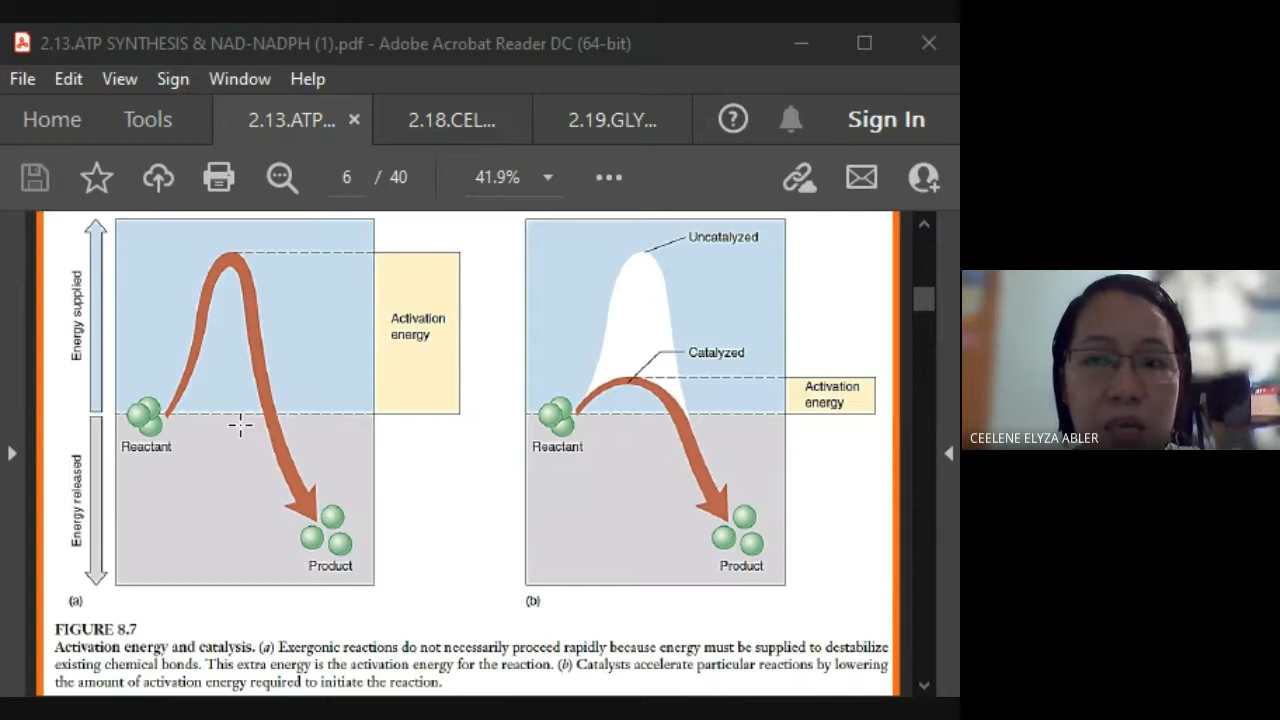 2.13.ATP SYNTHESIS & NAD-NADPH (1).pdf - Adobe Acrobat Reader DC (64-bit)
File Edit View Sign Window Help
Home Tools 2.13.ATP... 2.18.CEL... 2.19.GLY... Sign In
6 / 40 41.9%
Energy supplied
Energy released
Activation
energy
Reactant
Product
(a)
Uncatalyzed
Catalyzed
Activation
energy
Reactant
Product
(b)
FIGURE 8.7
Activation energy and catalysis. (a) Exergonic reactions do not necessarily proceed rapidly because energy must be supplied to destabilize
existing chemical bonds. This extra energy is the activation energy for the reaction. (b) Catalysts accelerate particular reactions by lowering
the amount of activation energy required to initiate the reaction.
CEELENE ELYZA ABLER